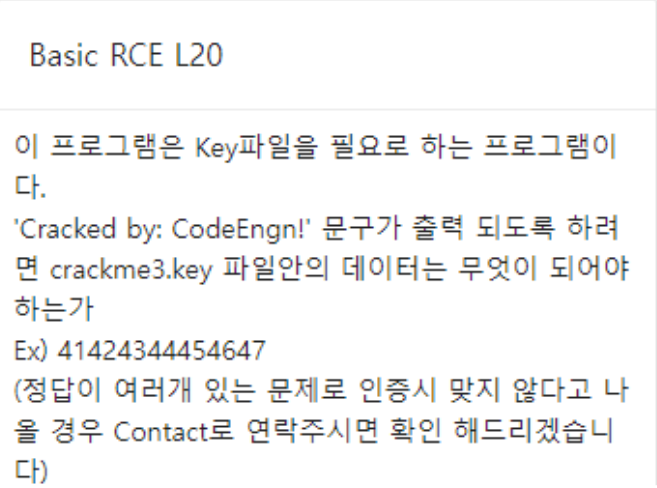 Basic RCE L20
이 프로그램은 Key파일을 필요로 하는 프로그램이
다.
'Cracked by: CodeEngn!' 문구가 출력 되도록 하려
면 crackme3.key 파일안의 데이터는 무엇이 되어야
하는가
Ex) 41424344454647
(정답이 여러개 있는 문제로 인증시 맞지 않다고 나
올 경우 Contact로 연락주시면 확인 해드리겠습니
다)